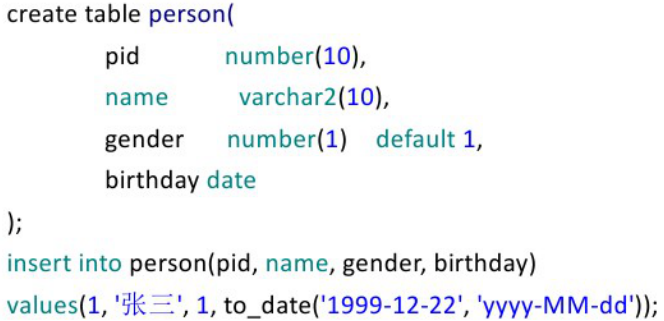 create table person(
pid number(10),
name varchar2(10),
gender number(1) default 1,
birthday date
);
insert into person(pid, name, gender, birthday)
values(1, '张三', 1, to_date('1999-12-22', 'yyyy-MM-dd'));